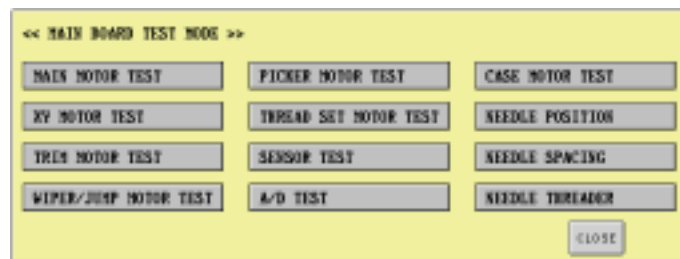 << MAIN BOARD TEST MODE >>
MAIN MOTOR TEST PICKER MOTOR TEST CASE MOTOR TEST
XY MOTOR TEST THREAD SET MOTOR TEST NEEDLE POSITION
TRIM MOTOR TEST SENSOR TEST NEEDLE SPACING
WIPER/JUMP MOTOR TEST A/D TEST NEEDLE THREADER
CLOSE